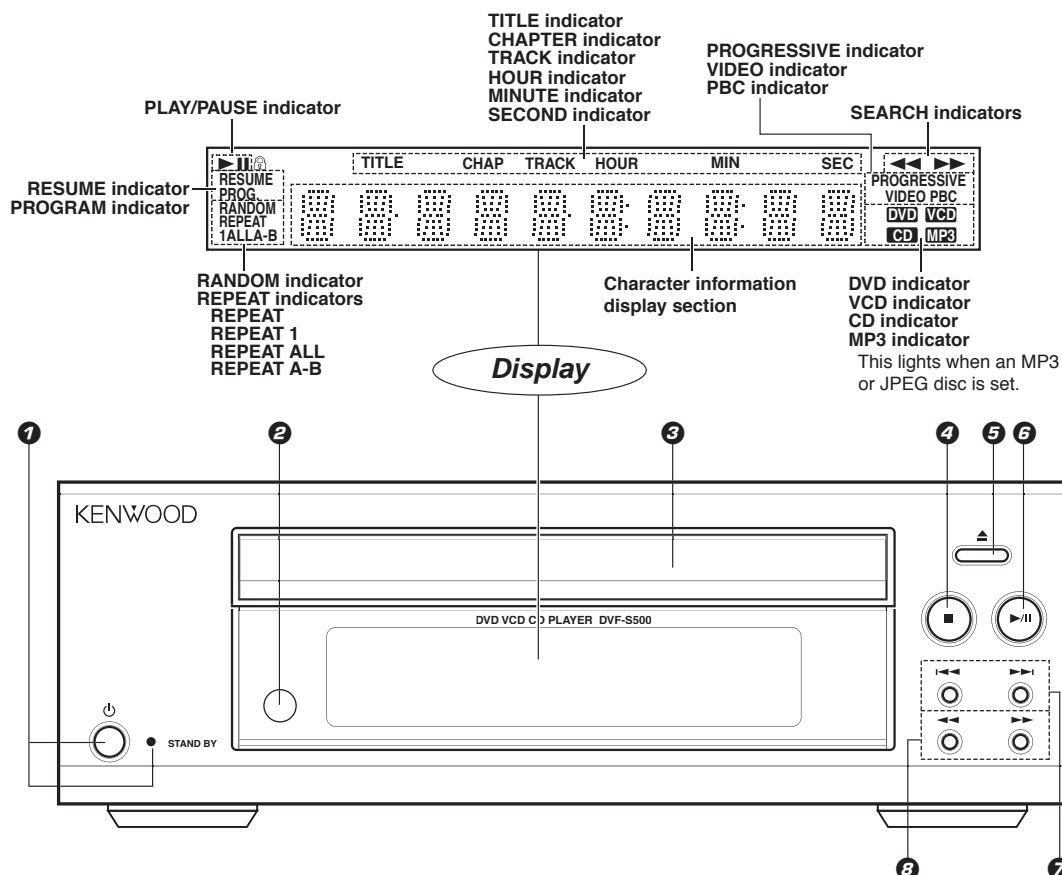 TITLE indicator
CHAPTER indicator
TRACK indicator
HOUR indicator
MINUTE indicator
SECOND indicator
PROGRESSIVE indicator
VIDEO indicator
PBC indicator
PLAY/PAUSE indicator
SEARCH indicators
TITLE CHAP TRACK HOUR MIN SEC
RESUME indicator
PROGRAM indicator
RESUME
PROG.
RANDOM
REPEAT
1ALLA-B
PROGRESSIVE
VIDEO PBC
DVD VCD
CD MP3
RANDOM indicator
REPEAT indicators
REPEAT
REPEAT 1
REPEAT ALL
REPEAT A-B
Character information
display section
DVD indicator
VCD indicator
CD indicator
MP3 indicator
This lights when an MP3
or JPEG disc is set.
Display
1 2 3 4 5 6
KENWOOD
DVD VCD CD PLAYER DVF-S500
STAND BY
8 7